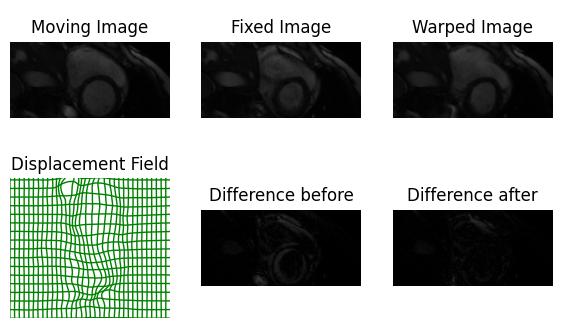 Moving Image
Fixed Image
Warped Image
Displacement Field
Difference before
Difference after